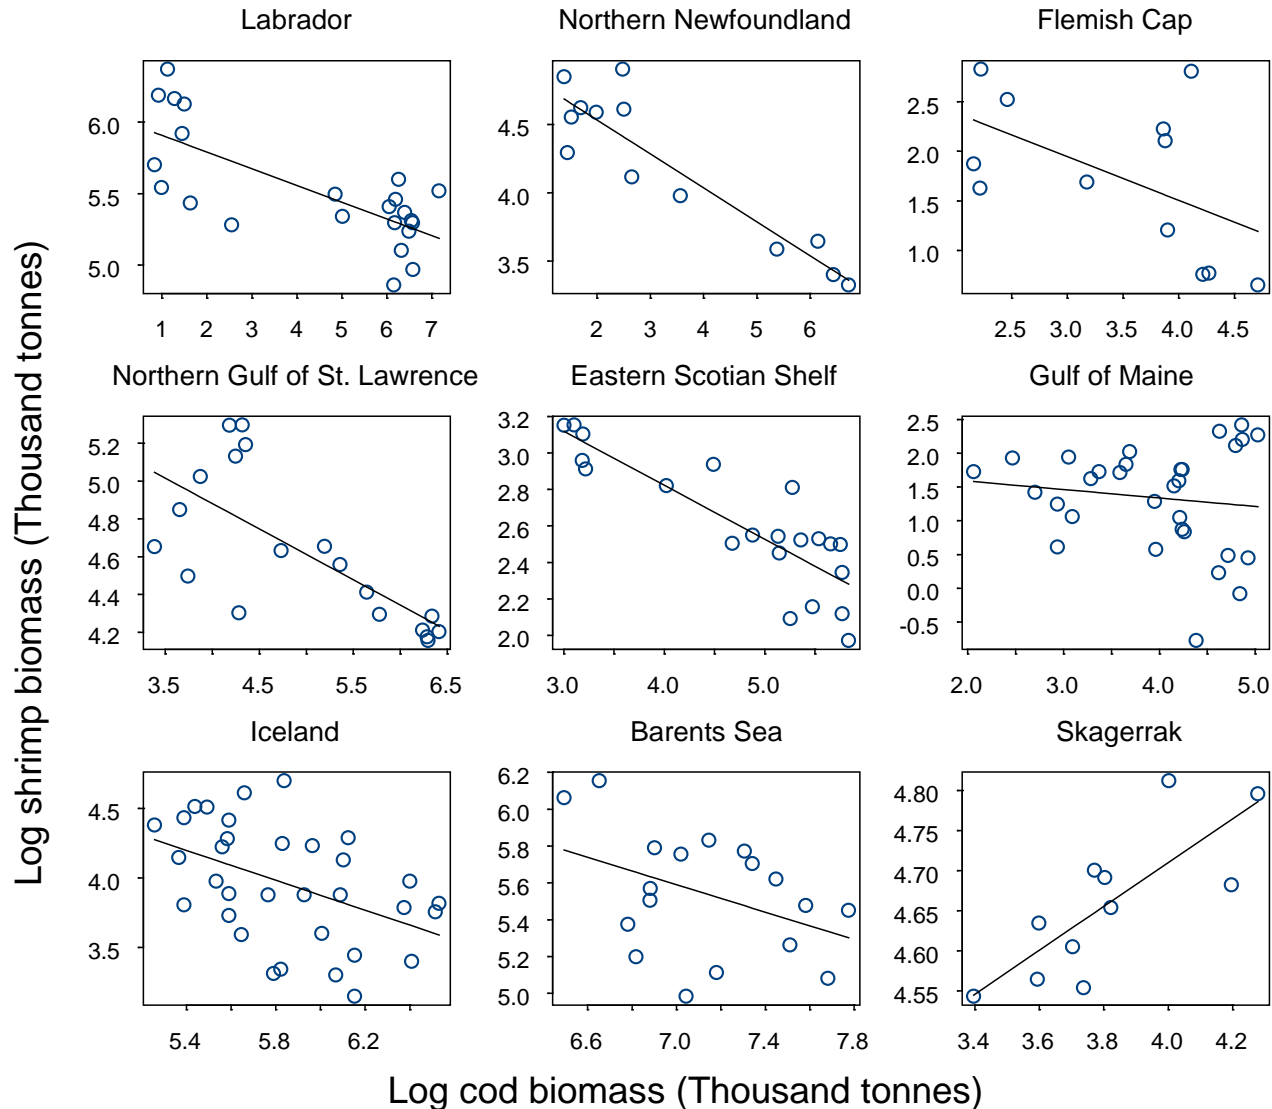 Labrador
Northern Newfoundland
Flemish Cap
6.0
5.5
5.0
1 2 3 4 5 6 7
4.5
4.0
3.5
2 3 4 5 6
2.5
2.0
1.5
1.0
2.5 3.0 3.5 4.0 4.5
Northern Gulf of St. Lawrence
Eastern Scotian Shelf
Gulf of Maine
5.2
5.0
4.8
4.6
4.4
4.2
3.5 4.5 5.5 6.5
3.2
3.0
2.8
2.6
2.4
2.2
2.0
3.0 4.0 5.0
2.5
2.0
1.5
1.0
0.5
0.0
-0.5
2.0 3.0 4.0 5.0
Iceland
Barents Sea
Skagerrak
4.5
4.0
3.5
5.4 5.8 6.2
6.2
6.0
5.8
5.6
5.4
5.2
5.0
6.6 7.0 7.4 7.8
4.80
4.75
4.70
4.65
4.60
4.55
3.4 3.6 3.8 4.0 4.2
Log shrimp biomass (Thousand tonnes)
Log cod biomass (Thousand tonnes)